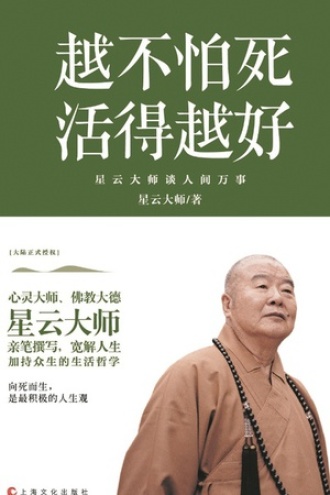 越不怕死
活得越好
星云大师谈人间万事
星云大师/著
[大陆正式授权]
心灵大师、佛教大德
星云大师
亲笔撰写，宽解人生
加持众生的生活哲学
向死而生，
是最积极的人生观
上海文化出版社